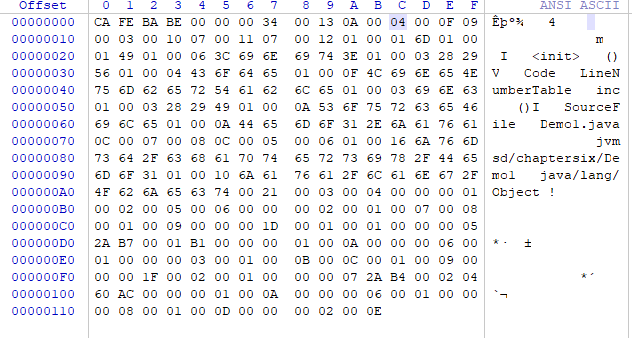 Offset 0 1 2 3 4 5 6 7 8 9 A B C D E F ANSI ASCII
00000000 CA FE BA BE 00 00 00 34 00 13 0A 00 04 00 0F 09 Êþº¾ 4
00000010 00 03 00 10 07 00 11 07 00 12 01 00 01 6D 01 00 m
00000020 01 49 01 00 06 3C 69 6E 69 74 3E 01 00 03 28 29 I <init> ()
00000030 56 01 00 04 43 6F 64 65 01 00 0F 4C 69 6E 65 4E V Code LineN
00000040 75 6D 62 65 72 54 61 62 6C 65 01 00 03 69 6E 63 umberTable inc
00000050 01 00 03 28 29 49 01 00 0A 53 6F 75 72 63 65 46 ()I SourceF
00000060 69 6C 65 01 00 0A 44 65 6D 6F 31 2E 6A 61 76 61 ile Demo1.java
00000070 0C 00 07 00 08 0C 00 05 00 06 01 00 16 6A 76 6D jvm
00000080 73 64 2F 63 68 61 70 74 65 72 73 69 78 2F 44 65 sd/chaptersix/De
00000090 6D 6F 31 01 00 10 6A 61 76 61 2F 6C 61 6E 67 2F mo1 java/lang/
000000A0 4F 62 6A 65 63 74 00 21 00 03 00 04 00 00 00 01 Object !
000000B0 00 02 00 05 00 06 00 00 00 02 00 01 00 07 00 08
000000C0 00 01 00 09 00 00 00 1D 00 01 00 01 00 00 00 05
000000D0 2A B7 00 01 B1 00 00 00 01 00 0A 00 00 00 06 00 *· ±
000000E0 01 00 00 00 03 00 01 00 0B 00 0C 00 01 00 09 00
000000F0 00 00 1F 00 02 00 01 00 00 00 07 2A B4 00 02 04 *´
00000100 60 AC 00 00 00 01 00 0A 00 00 00 06 00 01 00 00 `¬
00000110 00 08 00 01 00 0D 00 00 00 02 00 0E